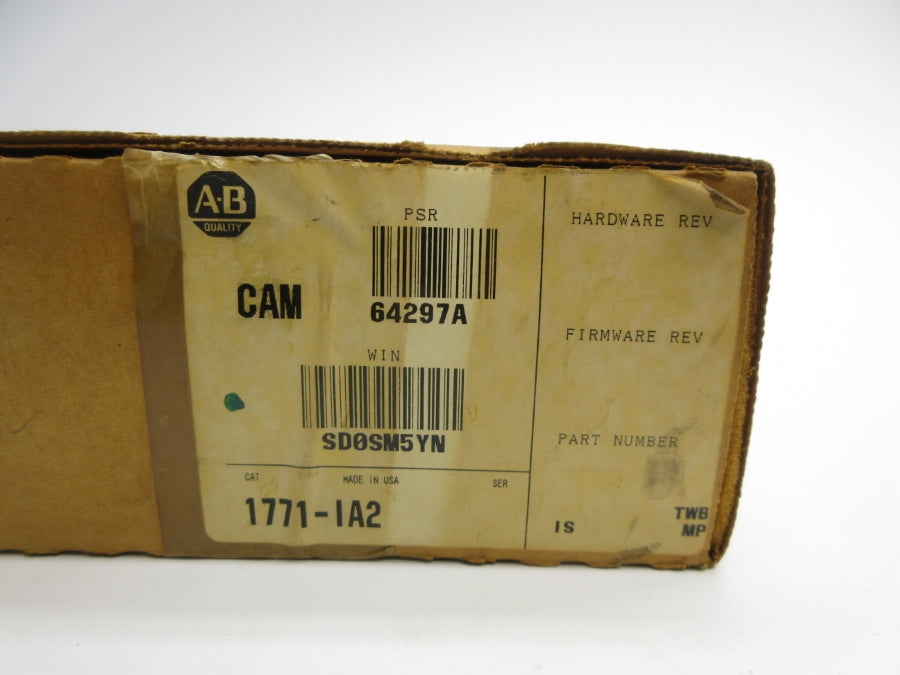 A-B
QUALITY
PSR
CAM
64297A
WIN
SD0SM5YN
CAT
MADE IN USA
SER
1771-IA2
HARDWARE REV
FIRMWARE REV
PART NUMBER
IS
TWB
MP